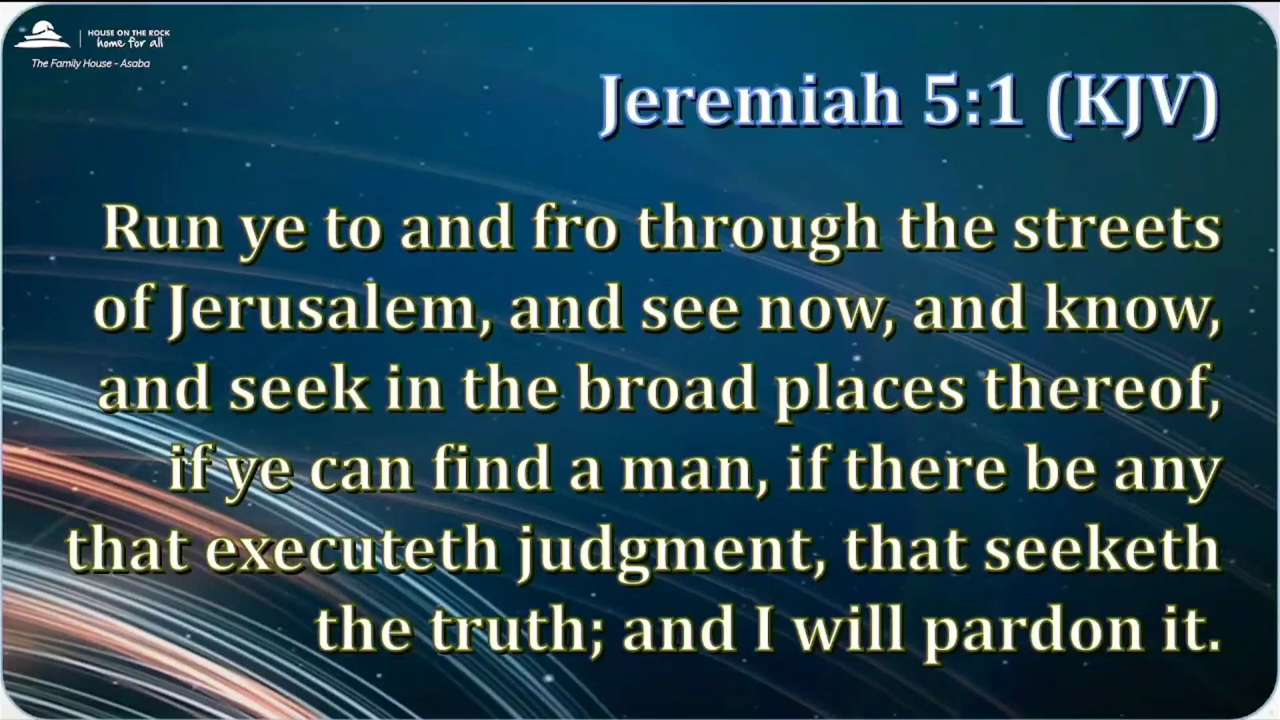 HOUSE ON THE ROCK
home for all
The Family House - Asaba
Jeremiah 5:1 (KJV)
Run ye to and fro through the streets
of Jerusalem, and see now, and know,
and seek in the broad places thereof,
if ye can find a man, if there be any
that executeth judgment, that seeketh
the truth; and I will pardon it.